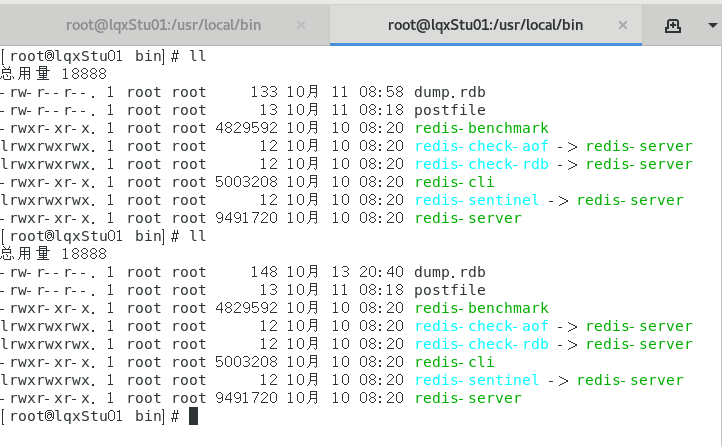 root@lqxStu01:/usr/local/bin × root@lqxStu01:/usr/local/bin ×
[root@lqxStu01 bin]# ll
总用量 18888
-rw-r--r--. 1 root root     133 10月 11 08:58 dump.rdb
-rw-r--r--. 1 root root      13 10月 11 08:18 postfile
-rwxr-xr-x. 1 root root 4829592 10月 10 08:20 redis-benchmark
lrwxrwxrwx. 1 root root      12 10月 10 08:20 redis-check-aof -> redis-server
lrwxrwxrwx. 1 root root      12 10月 10 08:20 redis-check-rdb -> redis-server
-rwxr-xr-x. 1 root root 5003208 10月 10 08:20 redis-cli
lrwxrwxrwx. 1 root root      12 10月 10 08:20 redis-sentinel -> redis-server
-rwxr-xr-x. 1 root root 9491720 10月 10 08:20 redis-server
[root@lqxStu01 bin]# ll
总用量 18888
-rw-r--r--. 1 root root     148 10月 13 20:40 dump.rdb
-rw-r--r--. 1 root root      13 10月 11 08:18 postfile
-rwxr-xr-x. 1 root root 4829592 10月 10 08:20 redis-benchmark
lrwxrwxrwx. 1 root root      12 10月 10 08:20 redis-check-aof -> redis-server
lrwxrwxrwx. 1 root root      12 10月 10 08:20 redis-check-rdb -> redis-server
-rwxr-xr-x. 1 root root 5003208 10月 10 08:20 redis-cli
lrwxrwxrwx. 1 root root      12 10月 10 08:20 redis-sentinel -> redis-server
-rwxr-xr-x. 1 root root 9491720 10月 10 08:20 redis-server
[root@lqxStu01 bin]#